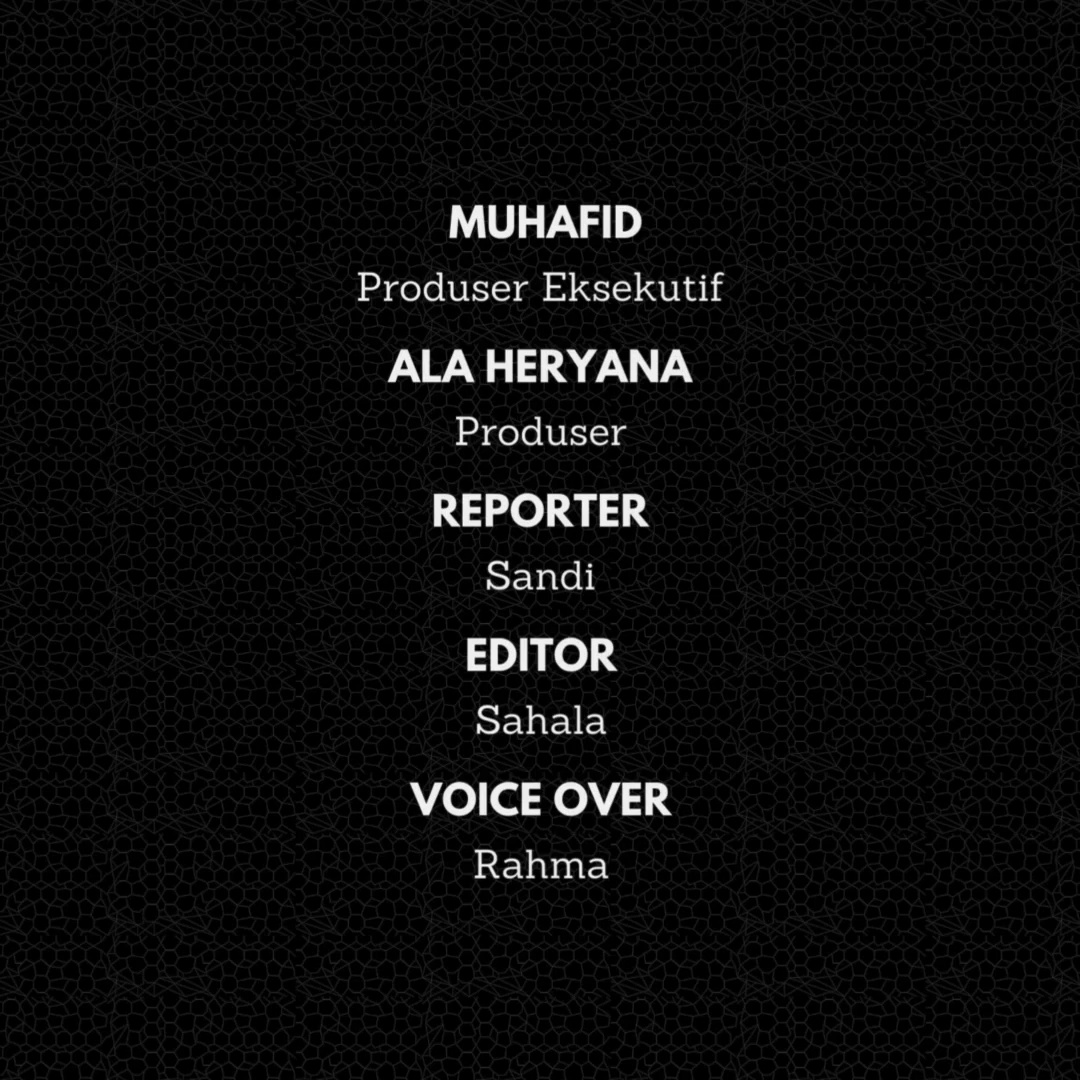 MUHAFID
Produser Eksekutif
ALA HERYANA
Produser
REPORTER
Sandi
EDITOR
Sahala
VOICE OVER
Rahma